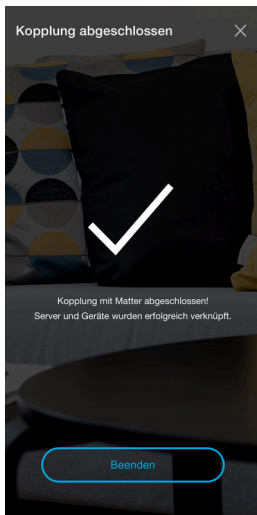 Kopplung abgeschlossen
Kopplung mit Matter abgeschlossen!
Server und Geräte wurden erfolgreich verknüpft.
Beenden